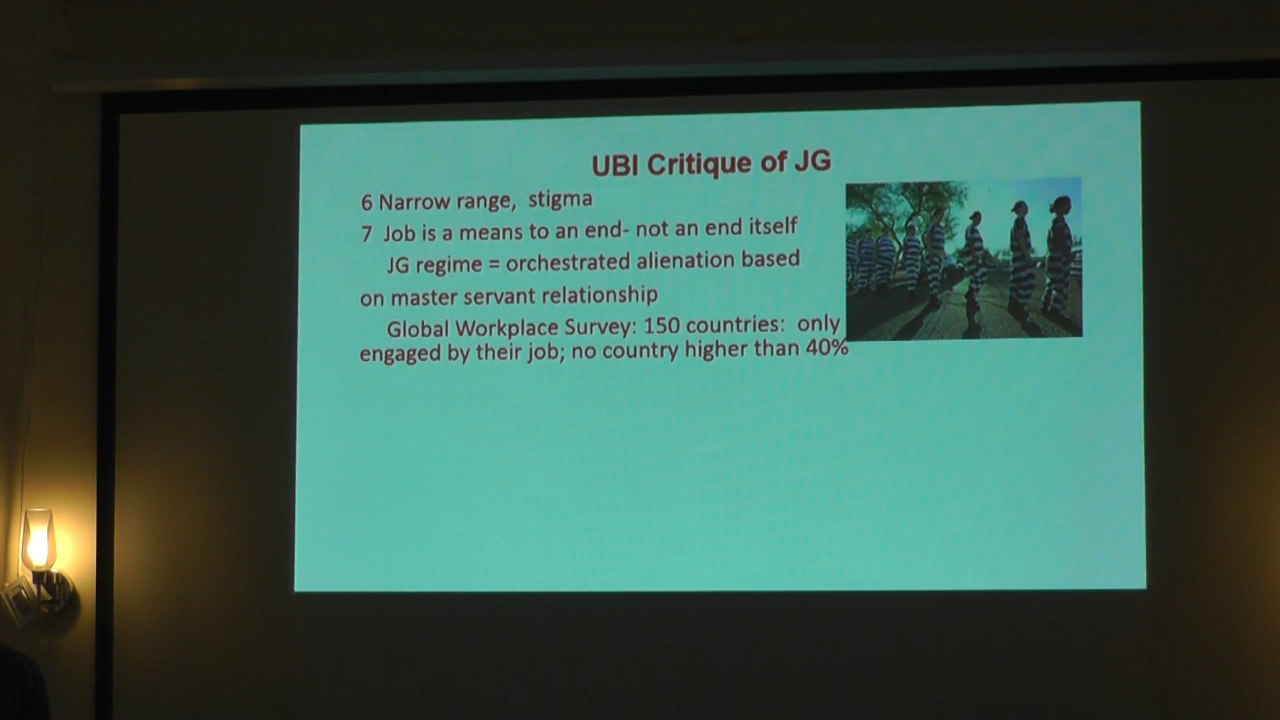 UBI Critique of JG
6 Narrow range, stigma
7 Job is a means to an end- not an end itself
JG regime = orchestrated alienation based
on master servant relationship
Global Workplace Survey: 150 countries: only
engaged by their job; no country higher than 40%